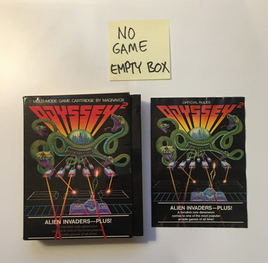 NO
GAME
EMPTY BOX
MULTI-MODE GAME CARTRIDGE BY MAGNAVOX
ODYSSEY²
ALIEN INVADERS—PLUS!
OFFICIAL RULES
ODYSSEY²
ALIEN INVADERS—PLUS!